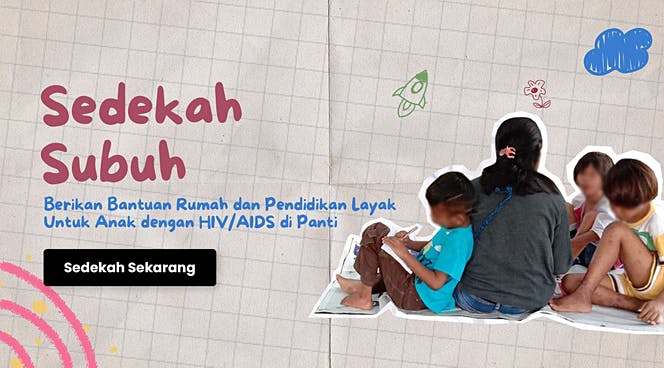 Sedekah
Subuh
Berikan Bantuan Rumah dan Pendidikan Layak
Untuk Anak dengan HIV/AIDS di Panti
Sedekah Sekarang